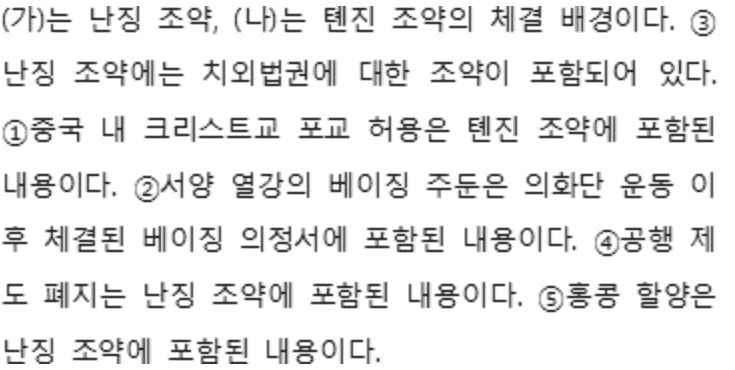 (가)는 난징 조약, (나)는 톈진 조약의 체결 배경이다. ③
난징 조약에는 치외법권에 대한 조약이 포함되어 있다.
①중국 내 크리스트교 포교 허용은 톈진 조약에 포함된
내용이다. ②서양 열강의 베이징 주둔은 의화단 운동 이
후 체결된 베이징 의정서에 포함된 내용이다. ④공행 제
도 폐지는 난징 조약에 포함된 내용이다. ⑤홍콩 할양은
난징 조약에 포함된 내용이다.